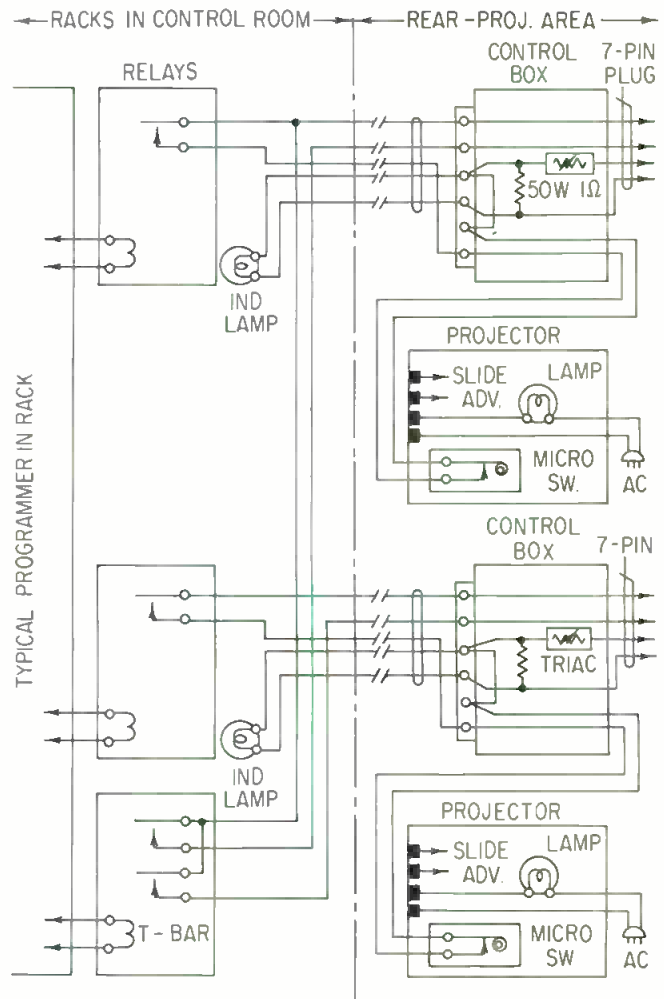 RACKS IN CONTROL ROOM
REAR-PROJ. AREA
RELAYS
CONTROL
BOX
7-PIN
PLUG
50W 1Ω
IND
LAMP
PROJECTOR
SLIDE
ADV.
LAMP
MICRO
SW.
AC
TYPICAL PROGRAMMER IN RACK
CONTROL
BOX
7-PIN
TRIAC
IND
LAMP
PROJECTOR
SLIDE
ADV.
LAMP
T-BAR
MICRO
SW
AC